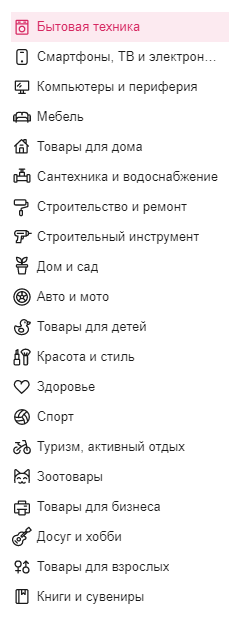 Бытовая техника
Смартфоны, ТВ и электрон...
Компьютеры и периферия
Мебель
Товары для дома
Сантехника и водоснабжение
Строительство и ремонт
Строительный инструмент
Дом и сад
Авто и мото
Товары для детей
Красота и стиль
Здоровье
Спорт
Туризм, активный отдых
Зоотовары
Товары для бизнеса
Досуг и хобби
Товары для взрослых
Книги и сувениры